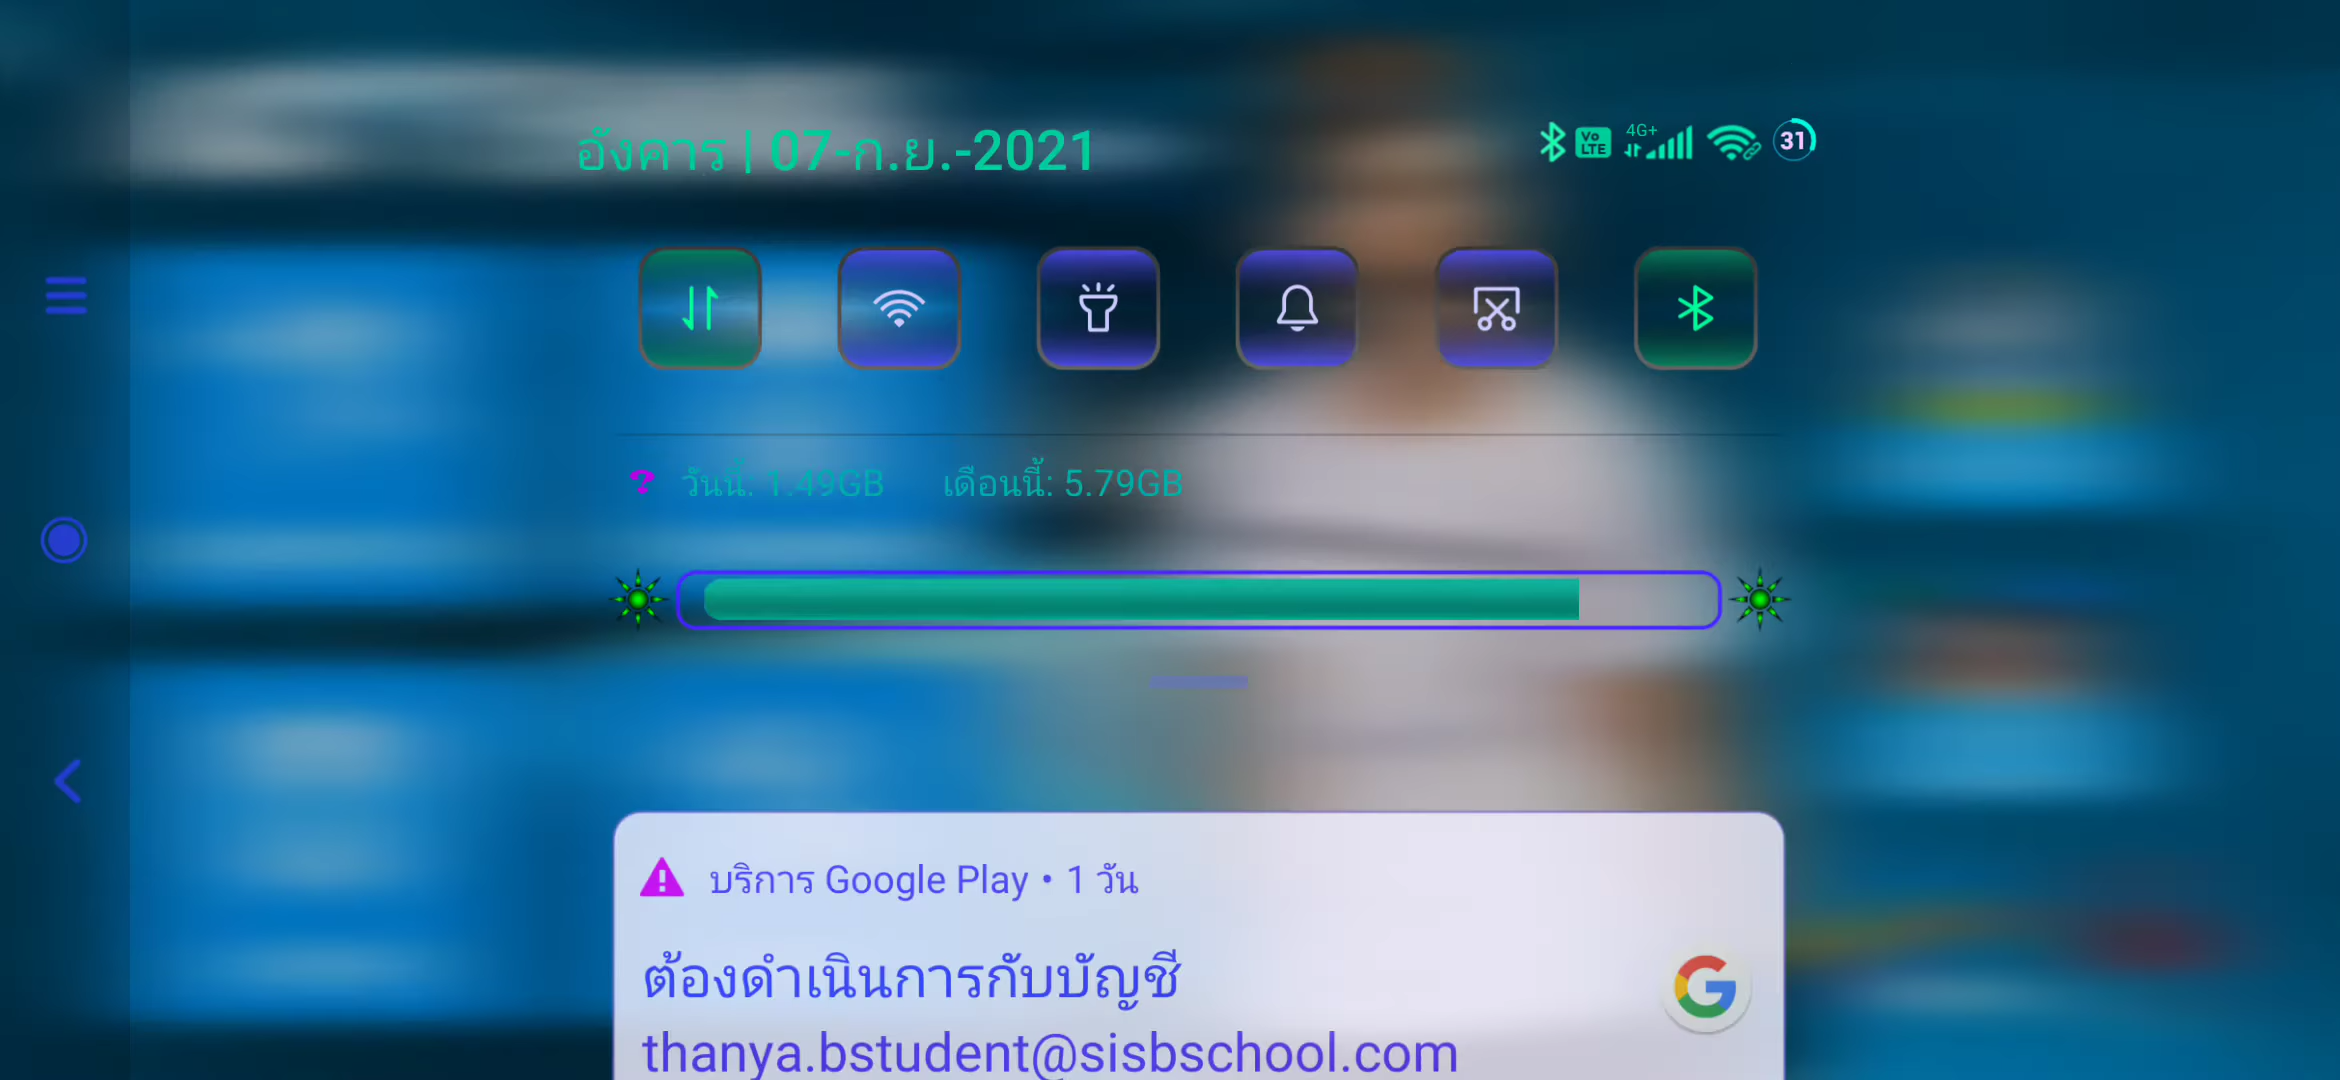 อังคาร | 07-ก.ย.-2021
Vo LTE 4G+ 31
วันนี้: 1.49GB เดือนนี้: 5.79GB
บริการ Google Play • 1 วัน
ต้องดำเนินการกับบัญชี
thanya.bstudent@sisbschool.com